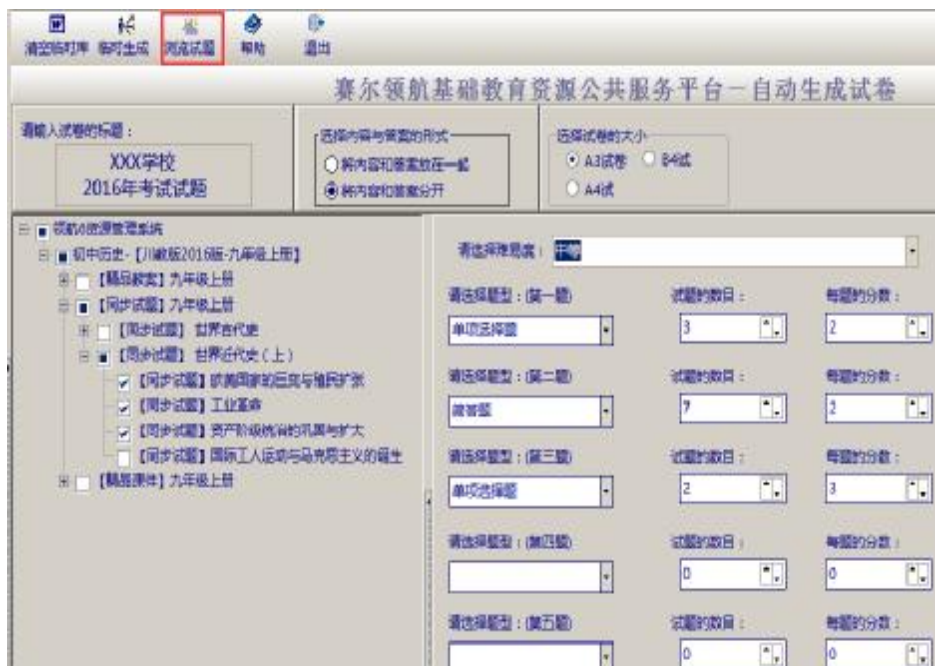 清空临时库 临时生成 浏览试题 帮助 退出
赛尔领航基础教育资源公共服务平台－自动生成试卷
请输入试卷的标题：
XXX学校
2016年考试试题
选择内容与答案的形式
将内容和答案放在一起
将内容和答案分开
选择试卷的大小
A3试卷 B4试
A4试
领航e资源管理系统
初中历史-【川教版2016版-九年级上册】
【精品教案】九年级上册
【同步试题】九年级上册
【同步试题】 世界古代史
【同步试题】 世界近代史（上）
【同步试题】欧美国家的巨变与殖民扩张
【同步试题】工业革命
【同步试题】资产阶级统治的巩固与扩大
【同步试题】国际工人运动与马克思主义的诞生
【精品课件】九年级上册
请选择难易度： 中等
请选择题型：(第一题) 试题的数目： 每题的分数：
单项选择题 3 2
请选择题型：(第二题) 试题的数目： 每题的分数：
简答题 7 2
请选择题型：(第三题) 试题的数目： 每题的分数：
单项选择题 2 3
请选择题型：(第四题) 试题的数目： 每题的分数：
0 0
请选择题型：(第五题) 试题的数目： 每题的分数：
0 0